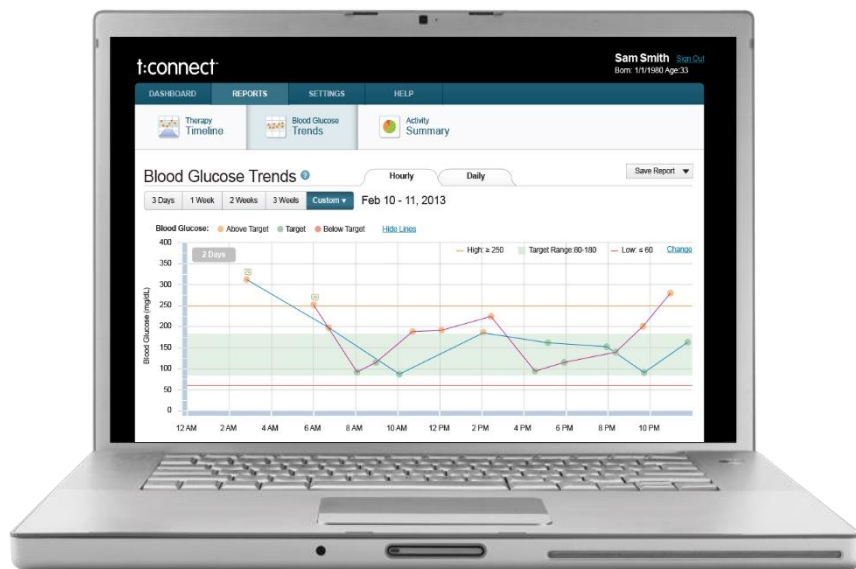 t:connect
Sam Smith Sign Out
Born: 1/1/1980 Age:33
DASHBOARD REPORTS SETTINGS HELP
Therapy
Timeline
Blood Glucose
Trends
Activity
Summary
Blood Glucose Trends ?
Hourly Daily
Save Report
3 Days 1 Week 2 Weeks 3 Weeks Custom Feb 10 - 11, 2013
Blood Glucose: Above Target Target Below Target Hide Lines
2 Days
High: ≥ 250 Target Range:80-180 Low: ≤ 60 Change
Blood Glucose (mg/dL)
400
350
300
250
200
150
100
50
0
12 AM 2 AM 4 AM 6 AM 8 AM 10 AM 12 PM 2 PM 4 PM 6 PM 8 PM 10 PM